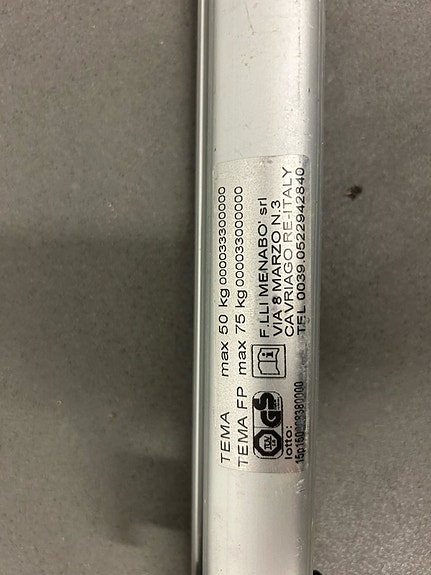 TEMA max 50 kg 000033300000
TEMA FP max 75 kg 000033000000
F.LLI MENABO' srl
VIA 8 MARZO N.3
CAVRIAGO RE-ITALY
TEL 0039.0522942840
GS
lotto: